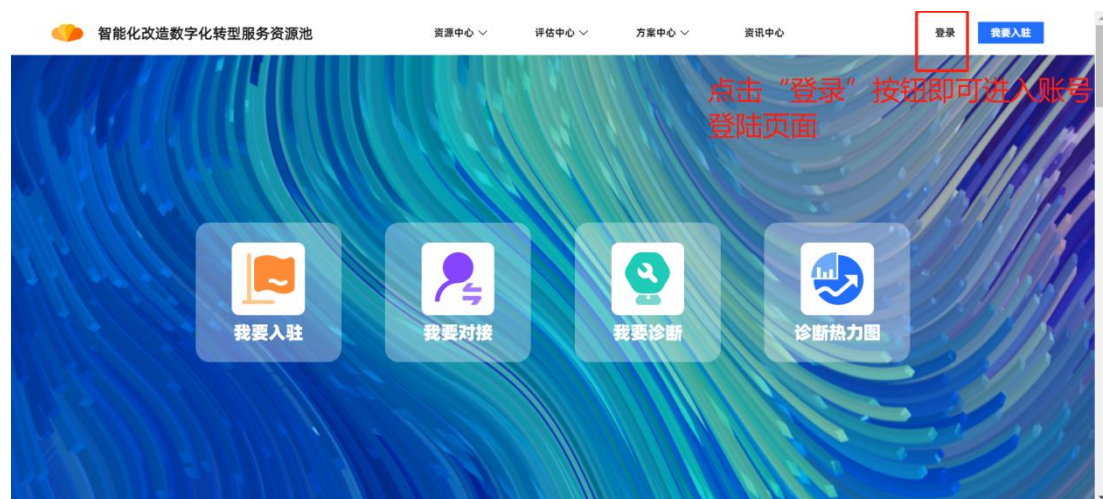 智能化改造数字化转型服务资源池
资源中心
评估中心
方案中心
资讯中心
登录
我要入驻
点击“登录”按钮即可进入账号
登陆页面
我要入驻
我要对接
我要诊断
诊断热力图